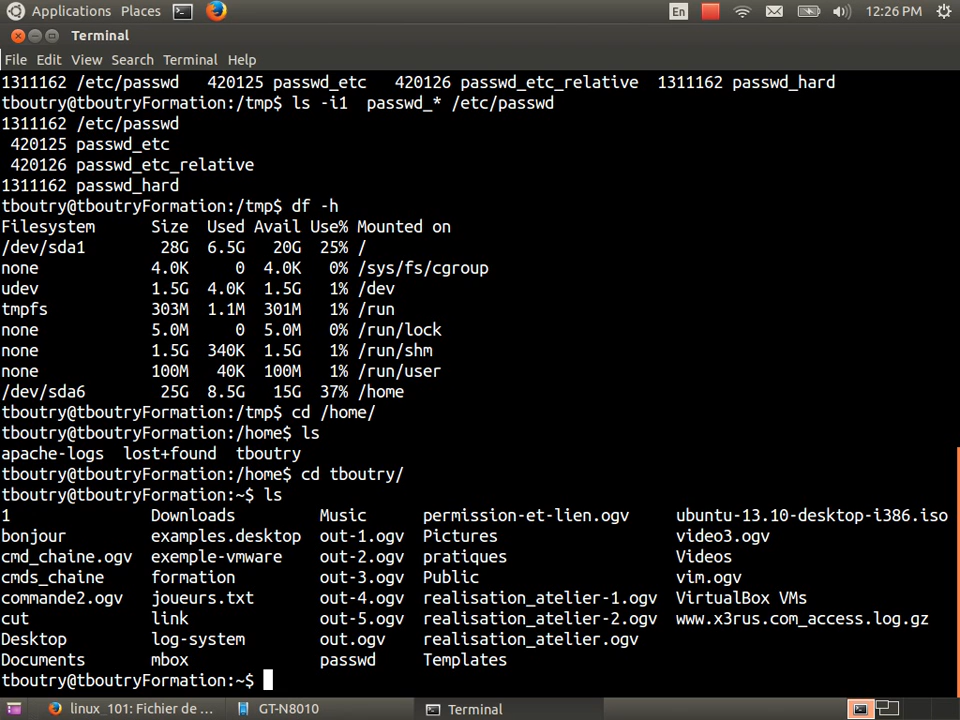 Applications Places En 12:26 PM
Terminal
File Edit View Search Terminal Help
1311162 /etc/passwd   420125 passwd_etc   420126 passwd_etc_relative  1311162 passwd_hard
tboutry@tboutryFormation:/tmp$ ls -i1  passwd_* /etc/passwd
1311162 /etc/passwd
 420125 passwd_etc
 420126 passwd_etc_relative
1311162 passwd_hard
tboutry@tboutryFormation:/tmp$ df -h
Filesystem      Size  Used Avail Use% Mounted on
/dev/sda1        28G  6.5G   20G  25% /
none            4.0K     0  4.0K   0% /sys/fs/cgroup
udev            1.5G  4.0K  1.5G   1% /dev
tmpfs           303M  1.1M  301M   1% /run
none            5.0M     0  5.0M   0% /run/lock
none            1.5G  340K  1.5G   1% /run/shm
none            100M   40K  100M   1% /run/user
/dev/sda6        25G  8.5G   15G  37% /home
tboutry@tboutryFormation:/tmp$ cd /home/
tboutry@tboutryFormation:/home$ ls
apache-logs  lost+found  tboutry
tboutry@tboutryFormation:/home$ cd tboutry/
tboutry@tboutryFormation:~$ ls
1               Downloads         Music      permission-et-lien.ogv     ubuntu-13.10-desktop-i386.iso
bonjour         examples.desktop  out-1.ogv  Pictures                   video3.ogv
cmd_chaine.ogv  exemple-vmware    out-2.ogv  pratiques                  Videos
cmds_chaine     formation         out-3.ogv  Public                     vim.ogv
commande2.ogv   joueurs.txt       out-4.ogv  realisation_atelier-1.ogv  VirtualBox VMs
cut             link              out-5.ogv  realisation_atelier-2.ogv  www.x3rus.com_access.log.gz
Desktop         log-system        out.ogv    realisation_atelier.ogv
Documents       mbox              passwd     Templates
tboutry@tboutryFormation:~$
linux_101: Fichier de ... GT-N8010 Terminal